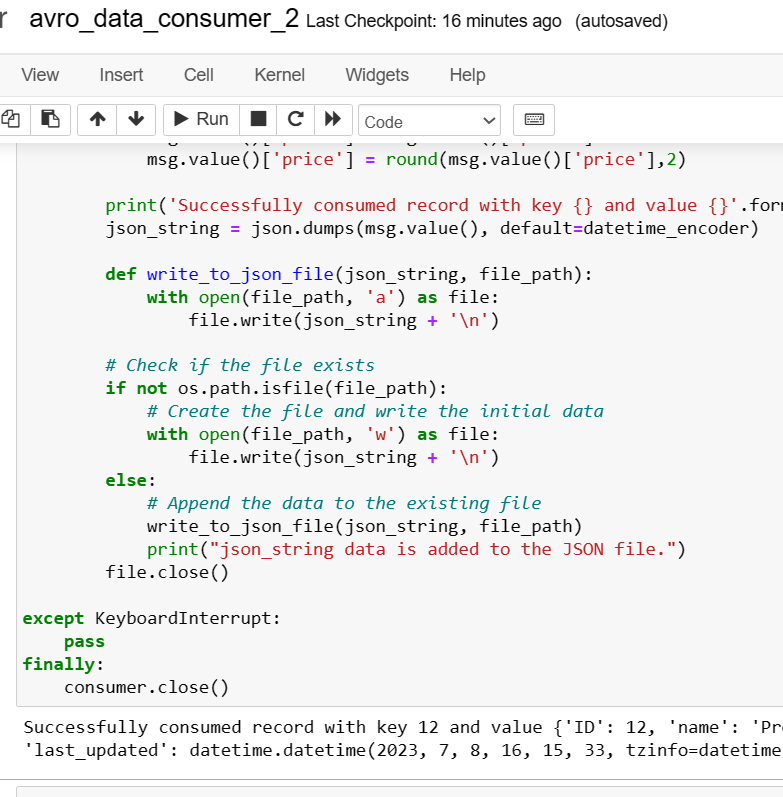 avro_data_consumer_2 Last Checkpoint: 16 minutes ago (autosaved)
View Insert Cell Kernel Widgets Help
Run Code
msg.value()['price'] = round(msg.value()['price'],2)
print('Successfully consumed record with key {} and value {}'.for
json_string = json.dumps(msg.value(), default=datetime_encoder)
def write_to_json_file(json_string, file_path):
with open(file_path, 'a') as file:
file.write(json_string + '\n')
# Check if the file exists
if not os.path.isfile(file_path):
# Create the file and write the initial data
with open(file_path, 'w') as file:
file.write(json_string + '\n')
else:
# Append the data to the existing file
write_to_json_file(json_string, file_path)
print("json_string data is added to the JSON file.")
file.close()
except KeyboardInterrupt:
pass
finally:
consumer.close()
Successfully consumed record with key 12 and value {'ID': 12, 'name': 'Pr
'last_updated': datetime.datetime(2023, 7, 8, 16, 15, 33, tzinfo=datetime